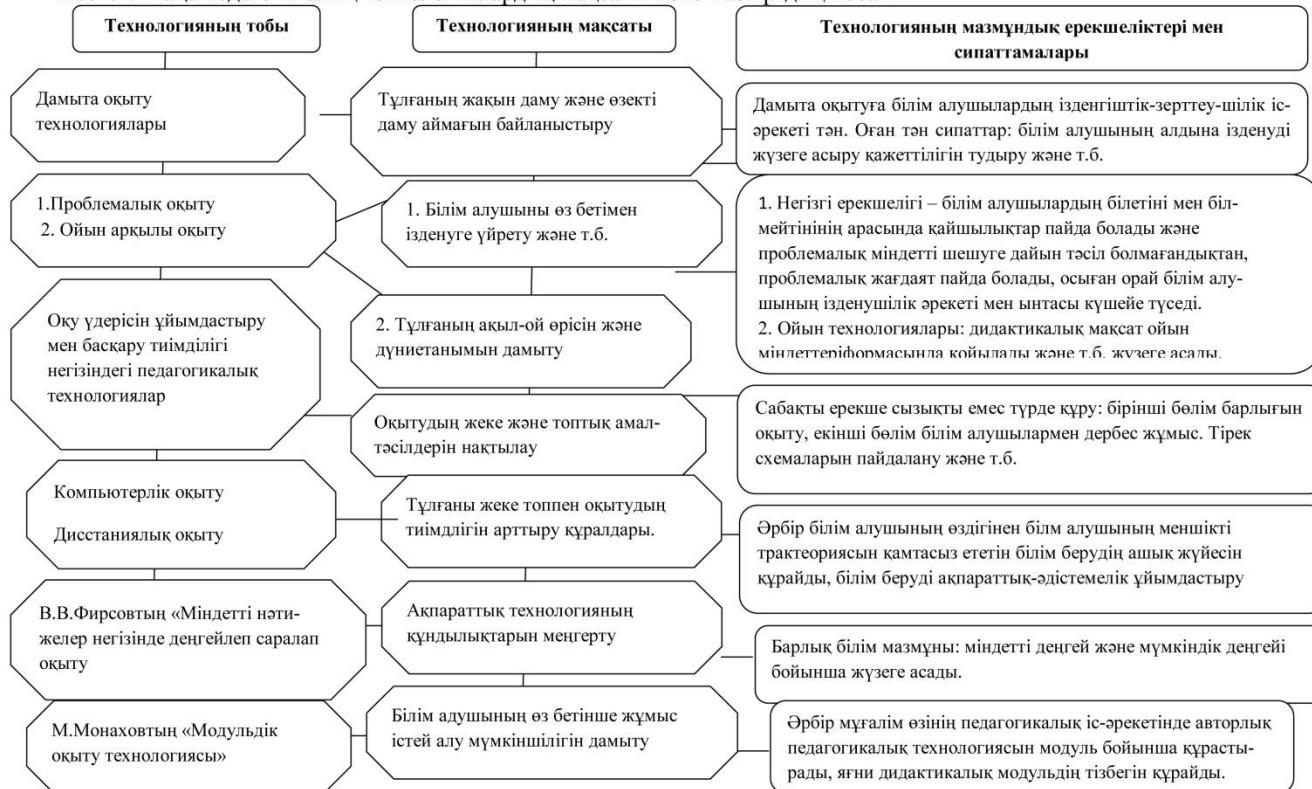 Технологияның тобы
Технологияның мақсаты
Технологияның мазмұндық ерекшеліктері мен
сипаттамалары
Дамыта оқыту
технологиялары
Тұлғаның жақын даму және өзекті
даму аймағын байланыстыру
Дамыта оқытуға білім алушылардың ізденгіштік-зерттеу-шілік іс-
әрекеті тән. Оған тән сипаттар: білім алушының алдына ізденуді
жүзеге асыру қажеттілігін тудыру және т.б.
1.Проблемалық оқыту
2. Ойын арқылы оқыту
1. Білім алушыны өз бетімен
ізденуге үйрету және т.б.
1. Негізгі ерекшелігі – білім алушылардың білетіні мен біл-
мейтінінің арасында қайшылықтар пайда болады және
проблемалық міндетті шешуге дайын тәсіл болмағандықтан,
проблемалық жағдаят пайда болады, осыған орай білім алу-
шының ізденушілік әрекеті мен ынтасы күшейе түседі.
2. Ойын технологиялары: дидактикалық мақсат ойын
міндеттеріформасында қойылады және т.б. жүзеге асады.
Оқу үдерісін ұйымдастыру
мен басқару тиімділігі
негізіндегі педагогикалық
технологиялар
2. Тұлғаның ақыл-ой өрісін және
дүниетанымын дамыту
Оқытудың жеке және топтық амал-
тәсілдерін нақтылау
Сабақты ерекше сызықты емес түрде құру: бірінші бөлім барлығын
оқыту, екінші бөлім білім алушылармен дербес жұмыс. Тірек
схемаларын пайдалану және т.б.
Компьютерлік оқыту
Дисстаниялық оқыту
Тұлғаны жеке топпен оқытудың
тиімдлігін арттыру құралдары.
Әрбір білім алушының өздігінен білм алушының меншікті
трактеориясын қамтасыз ететін білім берудің ашық жүйесін
құрайды, білім беруді ақпараттық-әдістемелік ұйымдастыру
В.В.Фирсовтың «Міндетті нәти-
желер негізінде деңгейлеп саралап
оқыту
Ақпараттық технологияның
құндылықтарын меңгерту
Барлық білім мазмұны: міндетті деңгей және мүмкіндік деңгейі
бойынша жүзеге асады.
М.Монаховтың «Модульдік
оқыту технологиясы»
Білім адушының өз бетінше жұмыс
істей алу мүмкіншілігін дамыту
Әрбір мұғалім өзінің педагогикалық іс-әрекетінде авторлық
педагогикалық технологиясын модуль бойынша құрасты-
рады, яғни дидактикалық модульдің тізбегін құрайды.